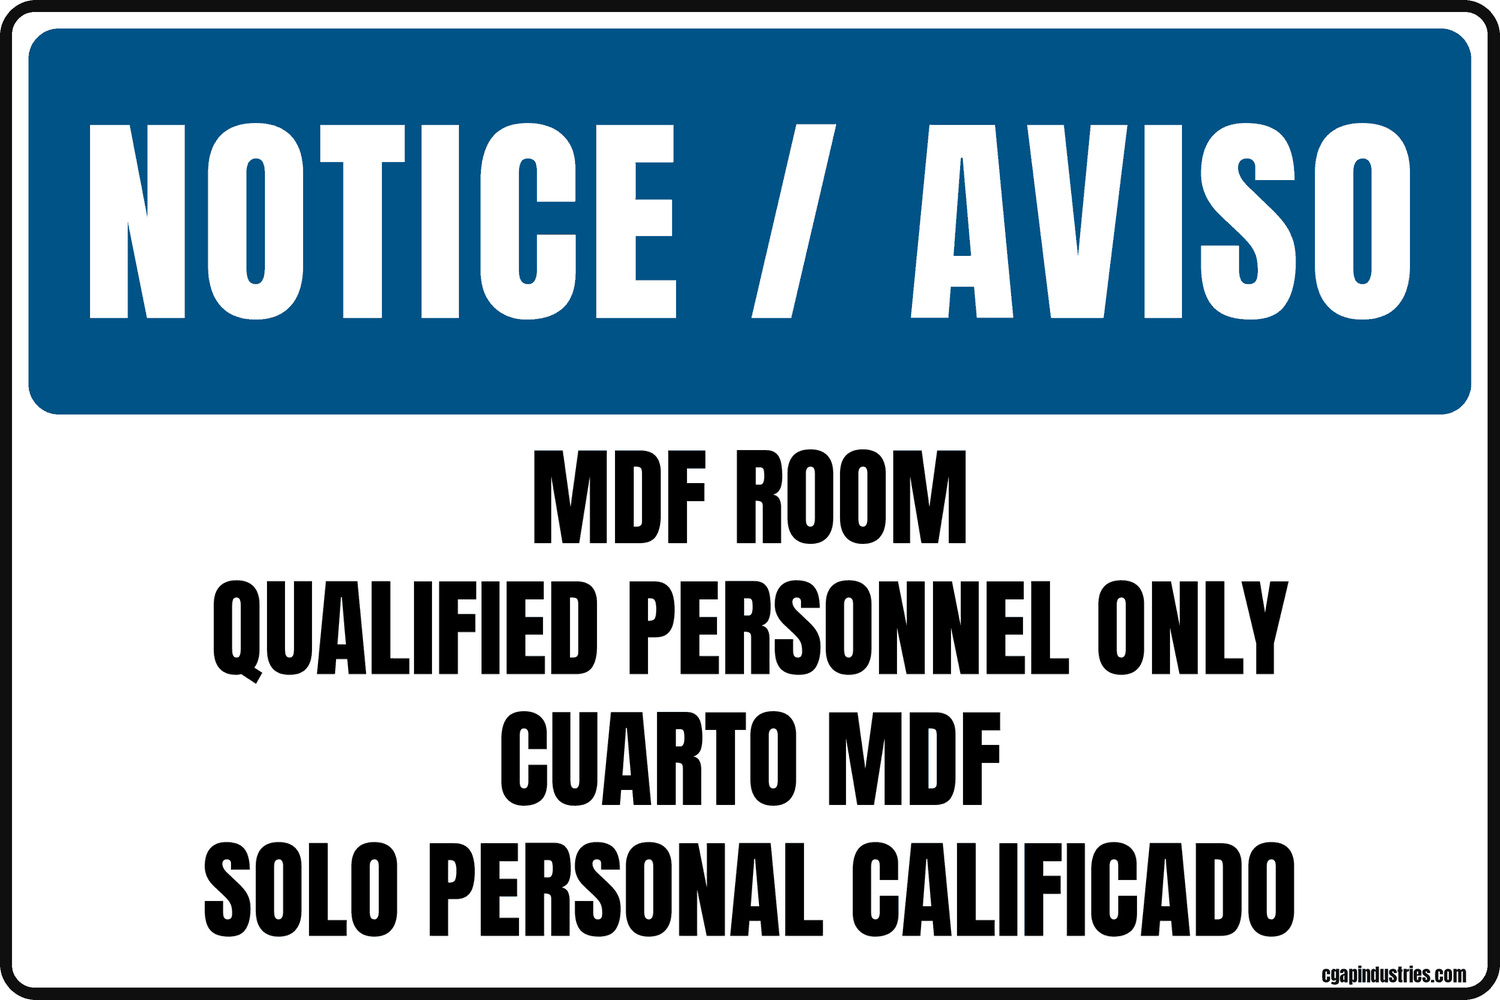 NOTICE / AVISO
MDF ROOM
QUALIFIED PERSONNEL ONLY
CUARTO MDF
SOLO PERSONAL CALIFICADO
cgapindustries.com